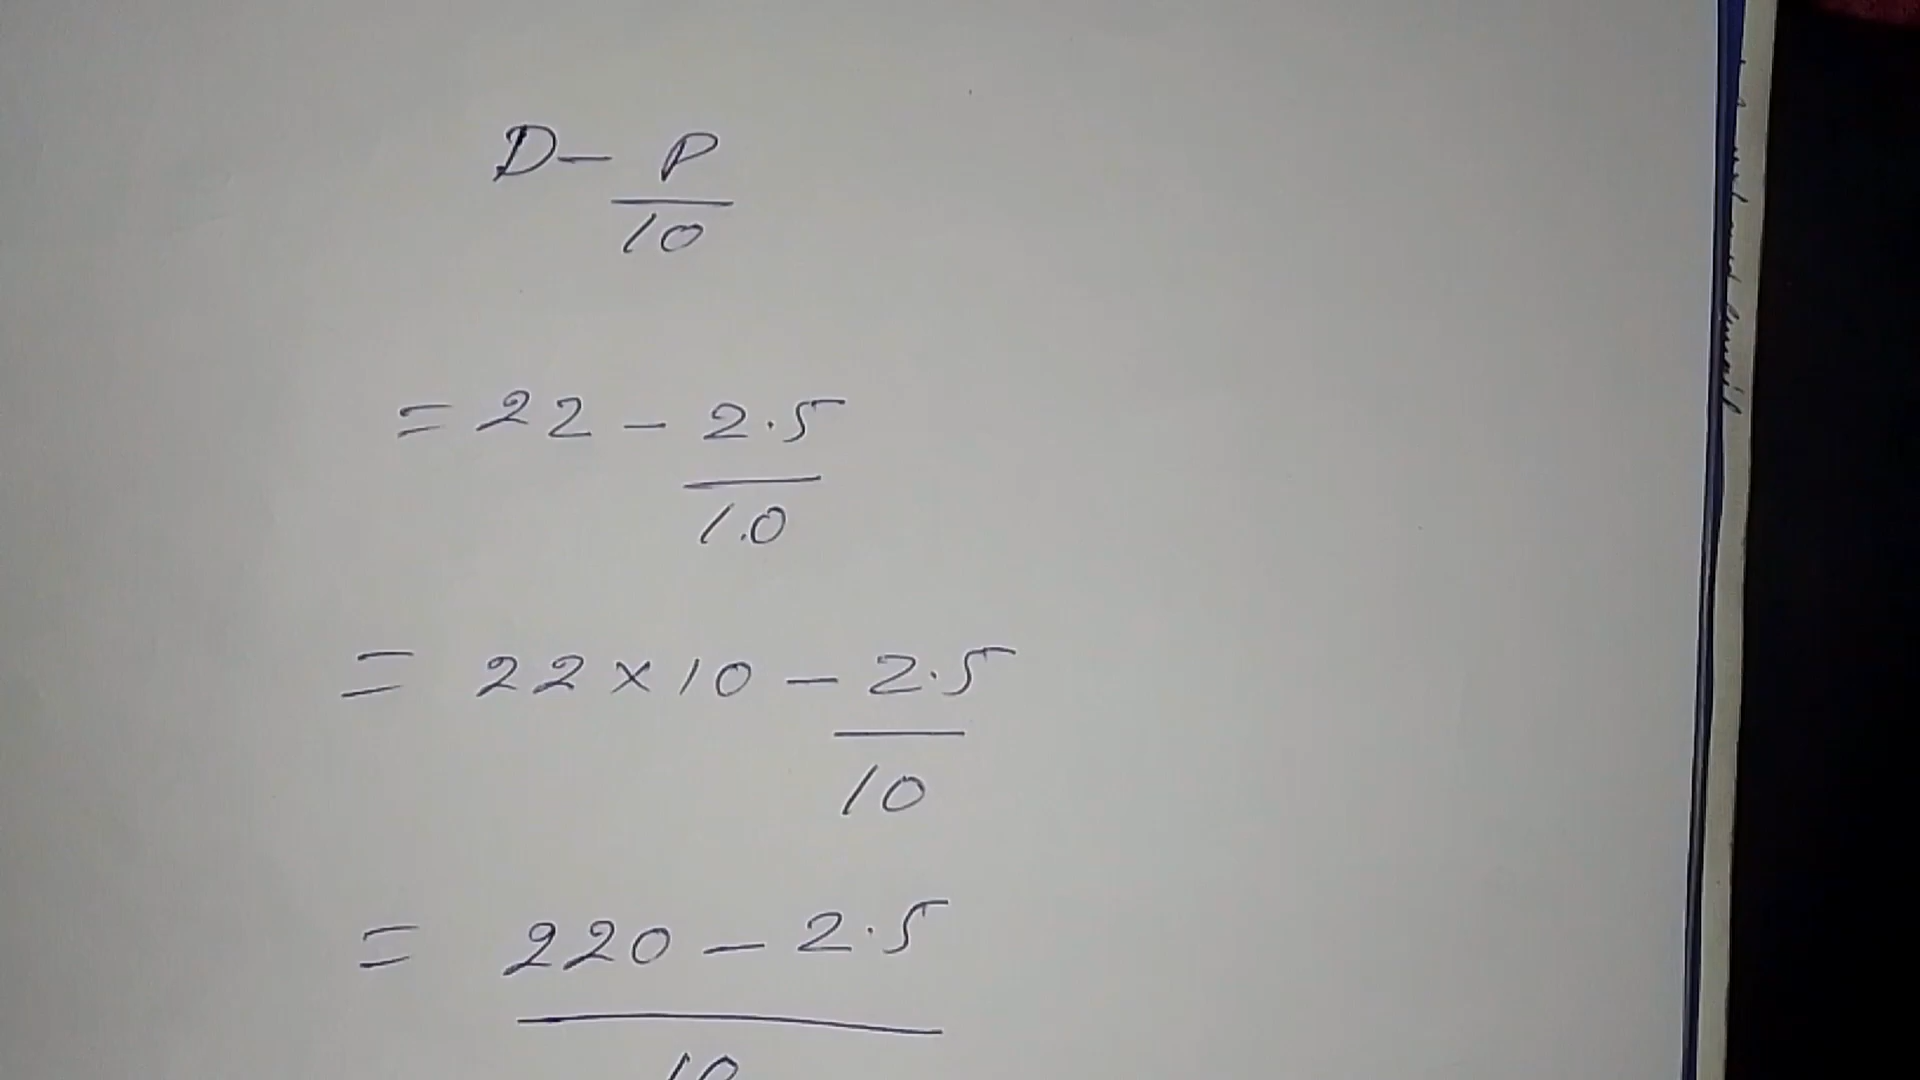 D - P
10
= 22 - 2.5
1.0
= 22 × 10 - 2.5
10
= 220 - 2.5
10